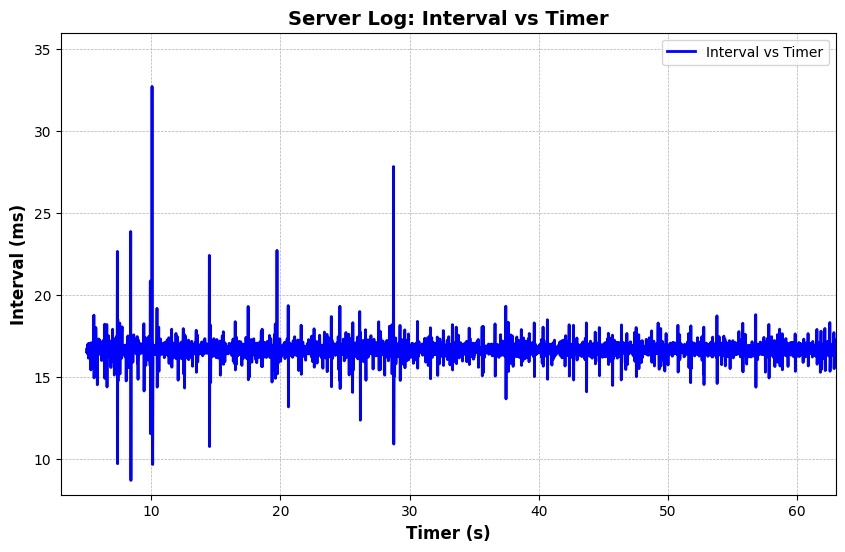 Server Log: Interval vs Timer
Interval vs Timer
35
30
25
20
15
10
Interval (ms)
10 20 30 40 50 60
Timer (s)